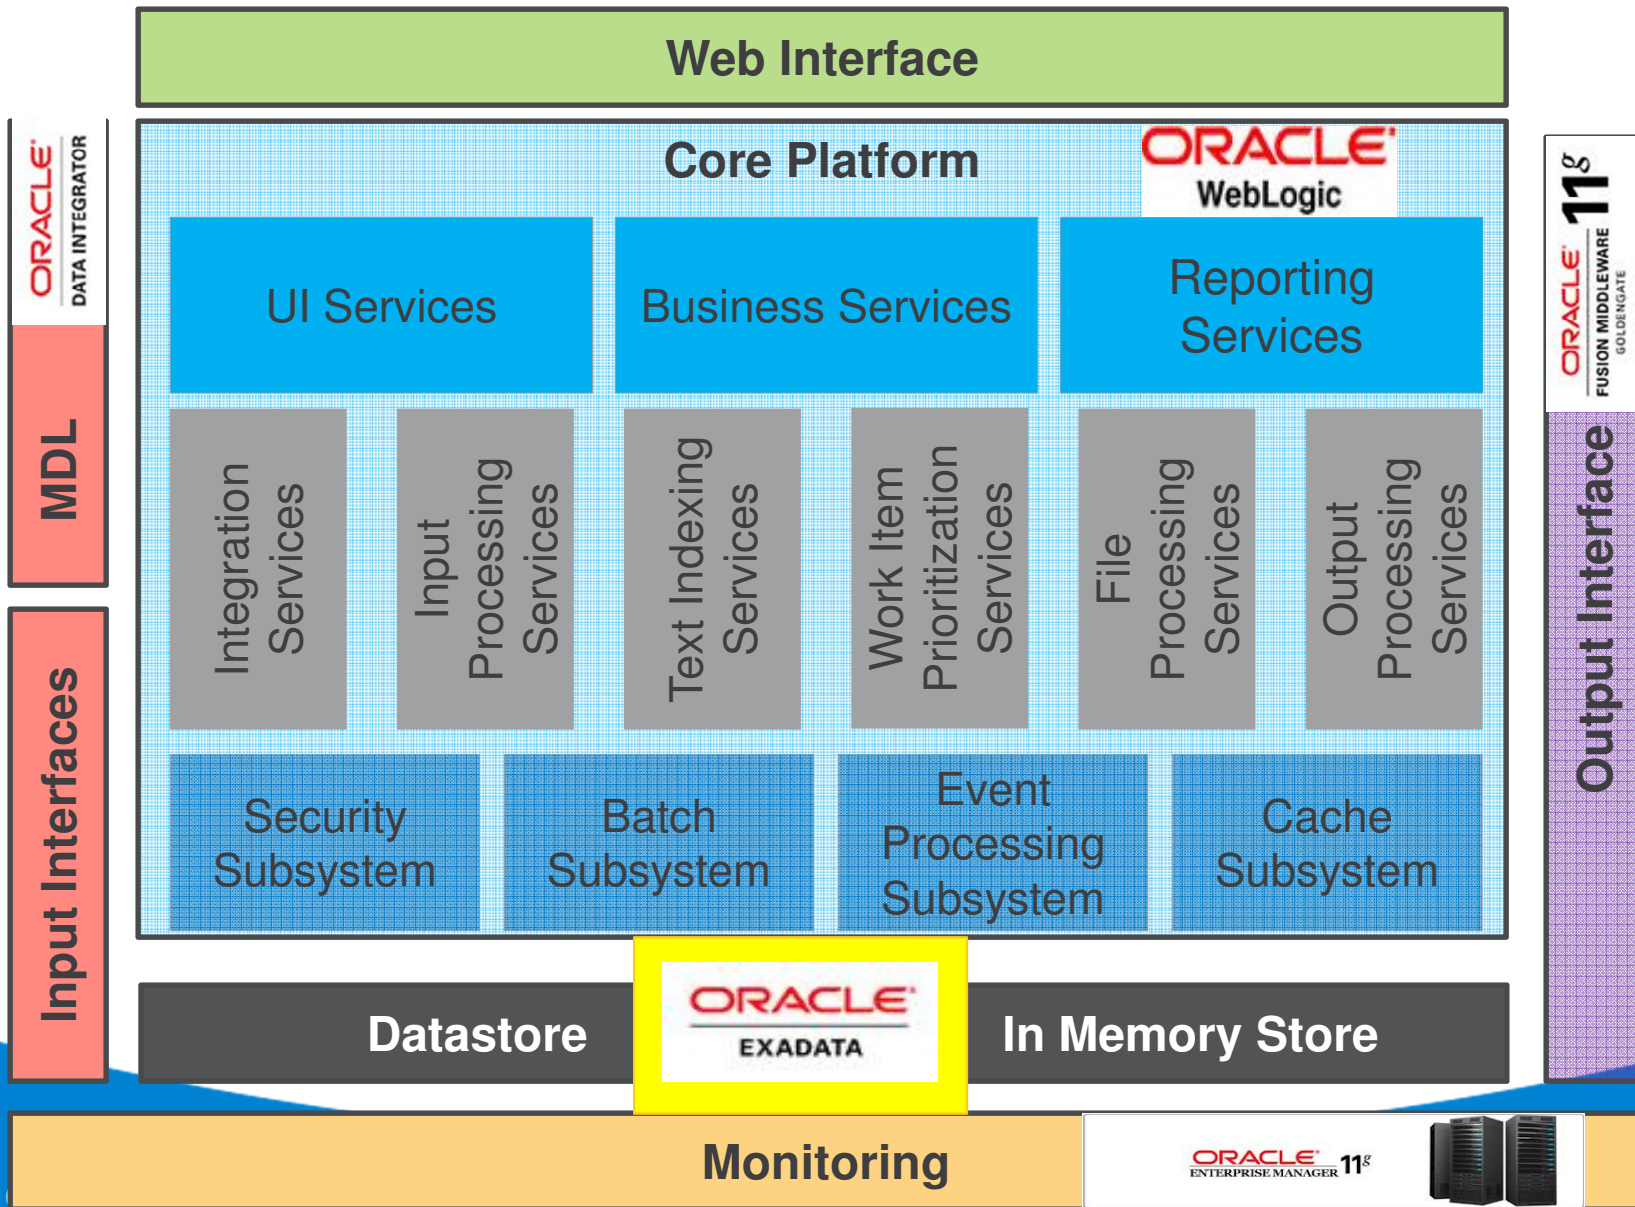 Web Interface
ORACLE
DATA INTEGRATOR
MDL
Input Interfaces
Core Platform
ORACLE
WebLogic
UI Services
Business Services
Reporting
Services
Integration
Services
Input
Processing
Services
Text Indexing
Services
Work Item
Prioritization
Services
File
Processing
Services
Output
Processing
Services
Security
Subsystem
Batch
Subsystem
Event
Processing
Subsystem
Cache
Subsystem
Datastore
ORACLE
EXADATA
In Memory Store
ORACLE 11g
FUSION MIDDLEWARE
GOLDENGATE
Output Interface
Monitoring
ORACLE
ENTERPRISE MANAGER 11g